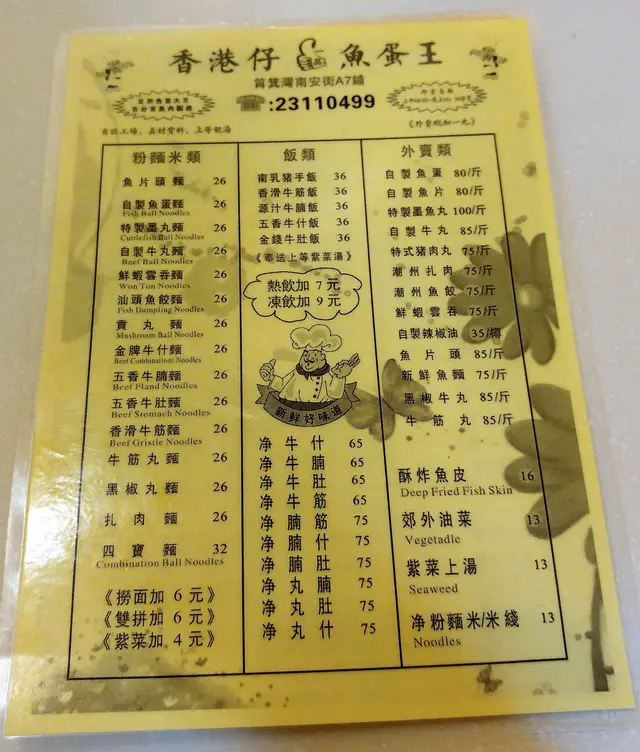 香港仔 魚蛋王
筲箕灣南安街A7鋪
☎:23110499
自設工場、真材實料、上等靚湯
《外賣碗加一元》
粉麵米類
魚片頭麵 26
自製魚蛋麵 26
Fish Ball Noodles
特製墨丸麵 26
Cuttlefish Ball Noodles
自製牛丸麵 26
Beef Ball Noodles
鮮蝦雲吞麵 26
Won Ton Noodles
汕頭魚餃麵 26
Fish Dumpling Noodles
貢丸麵 26
Mushroom Ball Noodles
金牌牛什麵 26
Beef Combinations Noodles
五香牛腩麵 26
Beef Fland Noodles
五香牛肚麵 26
Beef Stomach Noodles
香滑牛筋麵 26
Beef Gristle Noodles
牛筋丸麵 26
黑椒丸麵 26
扎肉麵 26
四寶麵 32
Combination Ball Noodles
《撈面加 6 元》
《雙拼加 6 元》
《紫菜加 4 元》
飯類
南乳豬手飯 36
香滑牛筋飯 36
源汁牛腩飯 36
五香牛什飯 36
金錢牛肚飯 36
《奉送上等紫菜湯》
熱飲加 7 元
凍飲加 9 元
新鮮好味道
净牛什 65
净牛腩 65
净牛肚 65
净牛筋 65
净腩筋 75
净腩什 75
净腩肚 75
净丸腩 75
净丸肚 75
净丸什 75
外賣類
自製魚蛋 80/斤
自製魚片 80/斤
特製墨魚丸 100/斤
自製牛丸 85/斤
特式豬肉丸 75/斤
潮州扎肉 75/斤
潮州魚餃 75/斤
鮮蝦雲吞 75/斤
自製辣椒油 35/樽
魚片頭 85/斤
新鮮魚麵 75/斤
黑椒牛丸 85/斤
牛筋丸 85/斤
酥炸魚皮 16
Deep Fried Fish Skin
郊外油菜 13
Vegetadle
紫菜上湯 13
Seaweed
净粉麵米/米綫 13
Noodles